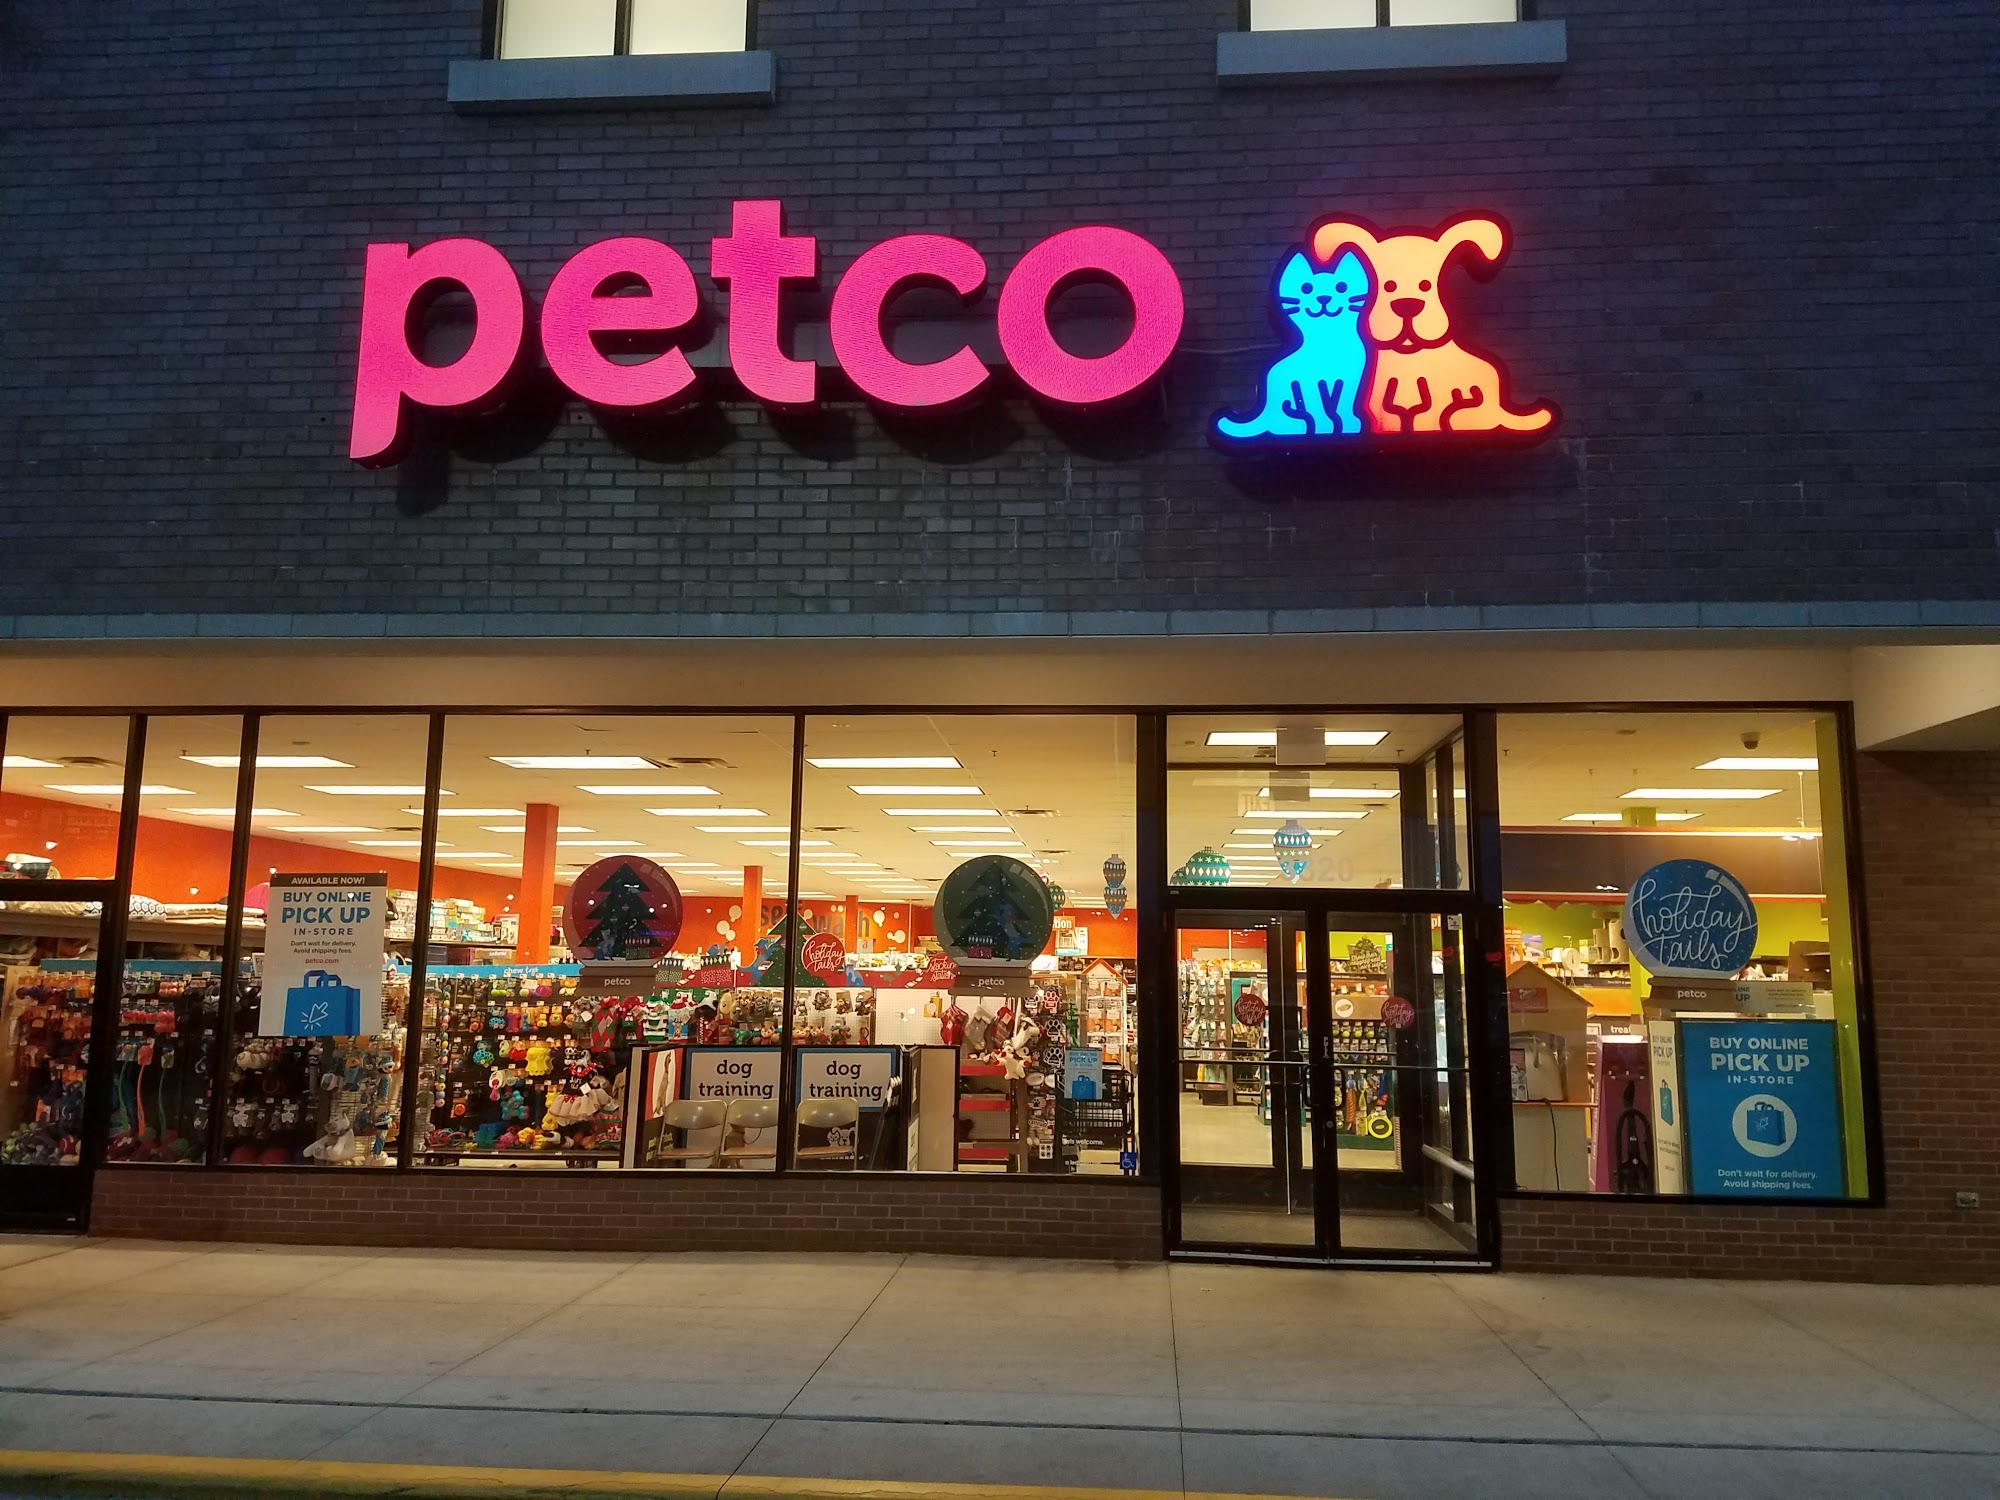 petco
AVAILABLE NOW!
BUY ONLINE
PICK UP
IN-STORE
Don't wait for delivery.
Avoid shipping fees.
petco.com
petco
holiday
tails
petco
holiday
tails
petco
dog
training
dog
training
BUY ONLINE
PICK UP
IN-STORE
Don't wait for delivery.
Avoid shipping fees.